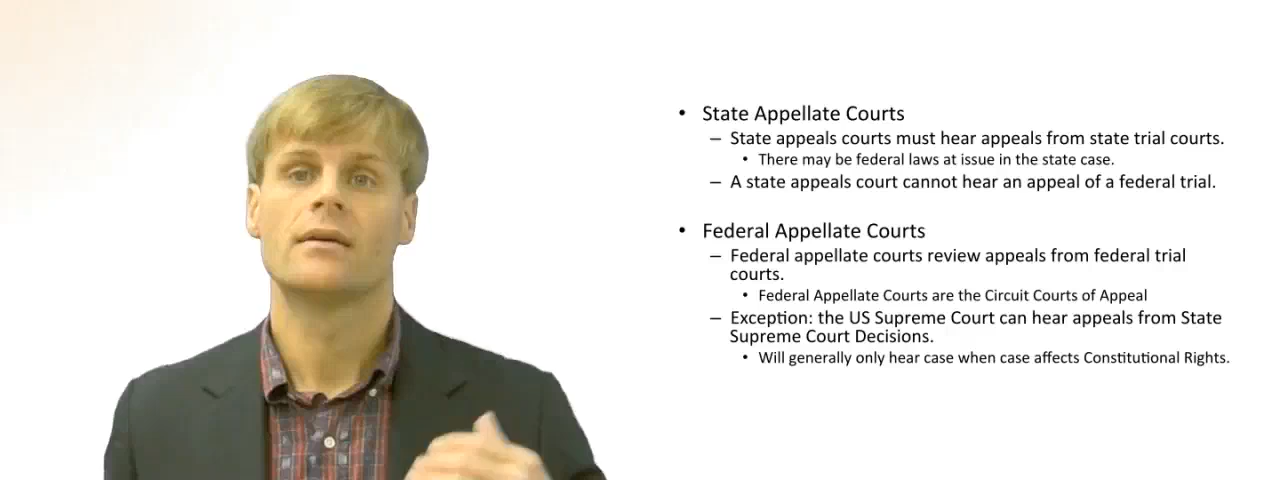 • State Appellate Courts
– State appeals courts must hear appeals from state trial courts.
• There may be federal laws at issue in the state case.
– A state appeals court cannot hear an appeal of a federal trial.
• Federal Appellate Courts
– Federal appellate courts review appeals from federal trial
courts.
• Federal Appellate Courts are the Circuit Courts of Appeal
– Exception: the US Supreme Court can hear appeals from State
Supreme Court Decisions.
• Will generally only hear case when case affects Constitutional Rights.